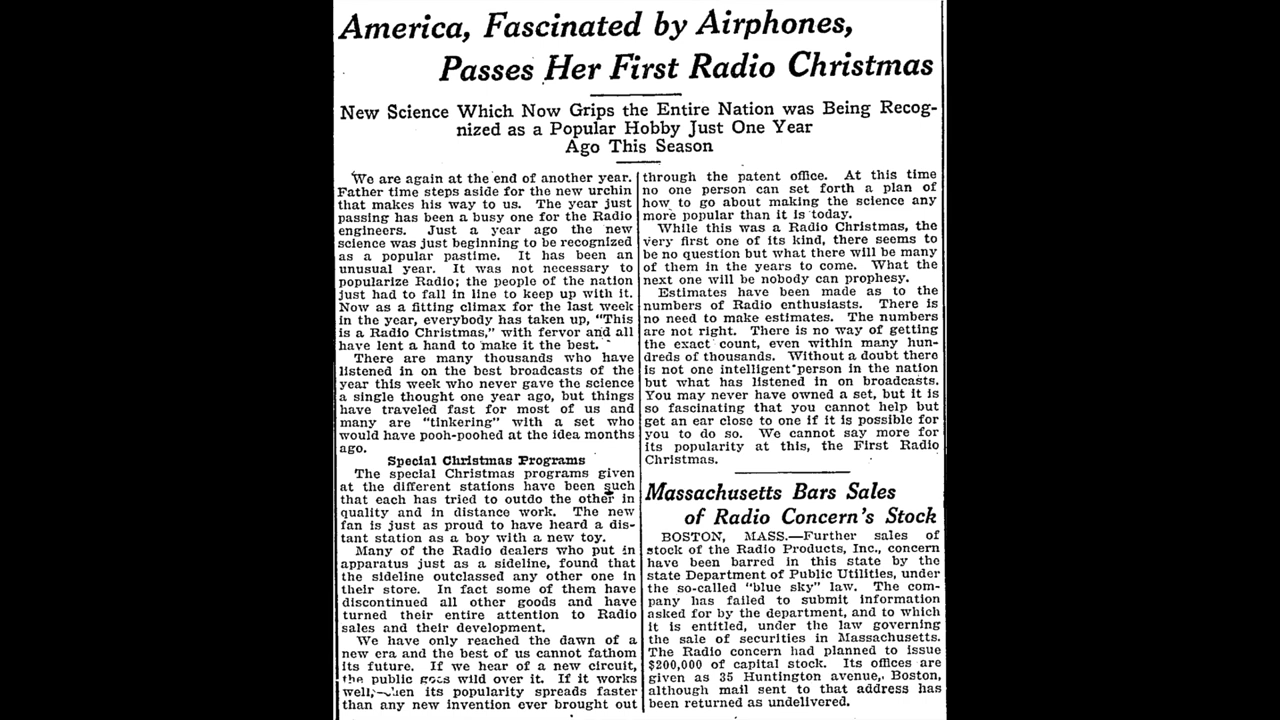 America, Fascinated by Airphones,
Passes Her First Radio Christmas
New Science Which Now Grips the Entire Nation was Being Recog-
nized as a Popular Hobby Just One Year
Ago This Season
We are again at the end of another year.
Father time steps aside for the new urchin
that makes his way to us. The year just
passing has been a busy one for the Radio
engineers. Just a year ago the new
science was just beginning to be recognized
as a popular pastime. It has been an
unusual year. It was not necessary to
popularize Radio; the people of the nation
just had to fall in line to keep up with it.
Now as a fitting climax for the last week
in the year, everybody has taken up, "This
is a Radio Christmas," with fervor and all
have lent a hand to make it the best.
There are many thousands who have
listened in on the best broadcasts of the
year this week who never gave the science
a single thought one year ago, but things
have traveled fast for most of us and
many are "tinkering" with a set who
would have pooh-poohed at the idea months
ago.
Special Christmas Programs
The special Christmas programs given
at the different stations have been such
that each has tried to outdo the other in
quality and in distance work. The new
fan is just as proud to have heard a dis-
tant station as a boy with a new toy.
Many of the Radio dealers who put in
apparatus just as a sideline, found that
the sideline outclassed any other one in
their store. In fact some of them have
discontinued all other goods and have
turned their entire attention to Radio
sales and their development.
We have only reached the dawn of a
new era and the best of us cannot fathom
its future. If we hear of a new circuit,
the public goes wild over it. If it works
well, then its popularity spreads faster
than any new invention ever brought out
through the patent office. At this time
no one person can set forth a plan of
how to go about making the science any
more popular than it is today.
While this was a Radio Christmas, the
very first one of its kind, there seems to
be no question but what there will be many
of them in the years to come. What the
next one will be nobody can prophesy.
Estimates have been made as to the
numbers of Radio enthusiasts. There is
no need to make estimates. The numbers
are not right. There is no way of getting
the exact count, even within many hun-
dreds of thousands. Without a doubt there
is not one intelligent person in the nation
but what has listened in on broadcasts.
You may never have owned a set, but it is
so fascinating that you cannot help but
get an ear close to one if it is possible for
you to do so. We cannot say more for
its popularity at this, the First Radio
Christmas.
Massachusetts Bars Sales
of Radio Concern's Stock
BOSTON, MASS.—Further sales of
stock of the Radio Products, Inc., concern
have been barred in this state by the
state Department of Public Utilities, under
the so-called "blue sky" law. The com-
pany has failed to submit information
asked for by the department, and to which
it is entitled, under the law governing
the sale of securities in Massachusetts.
The Radio concern had planned to issue
$200,000 of capital stock. Its offices are
given as 35 Huntington avenue, Boston,
although mail sent to that address has
been returned as undelivered.